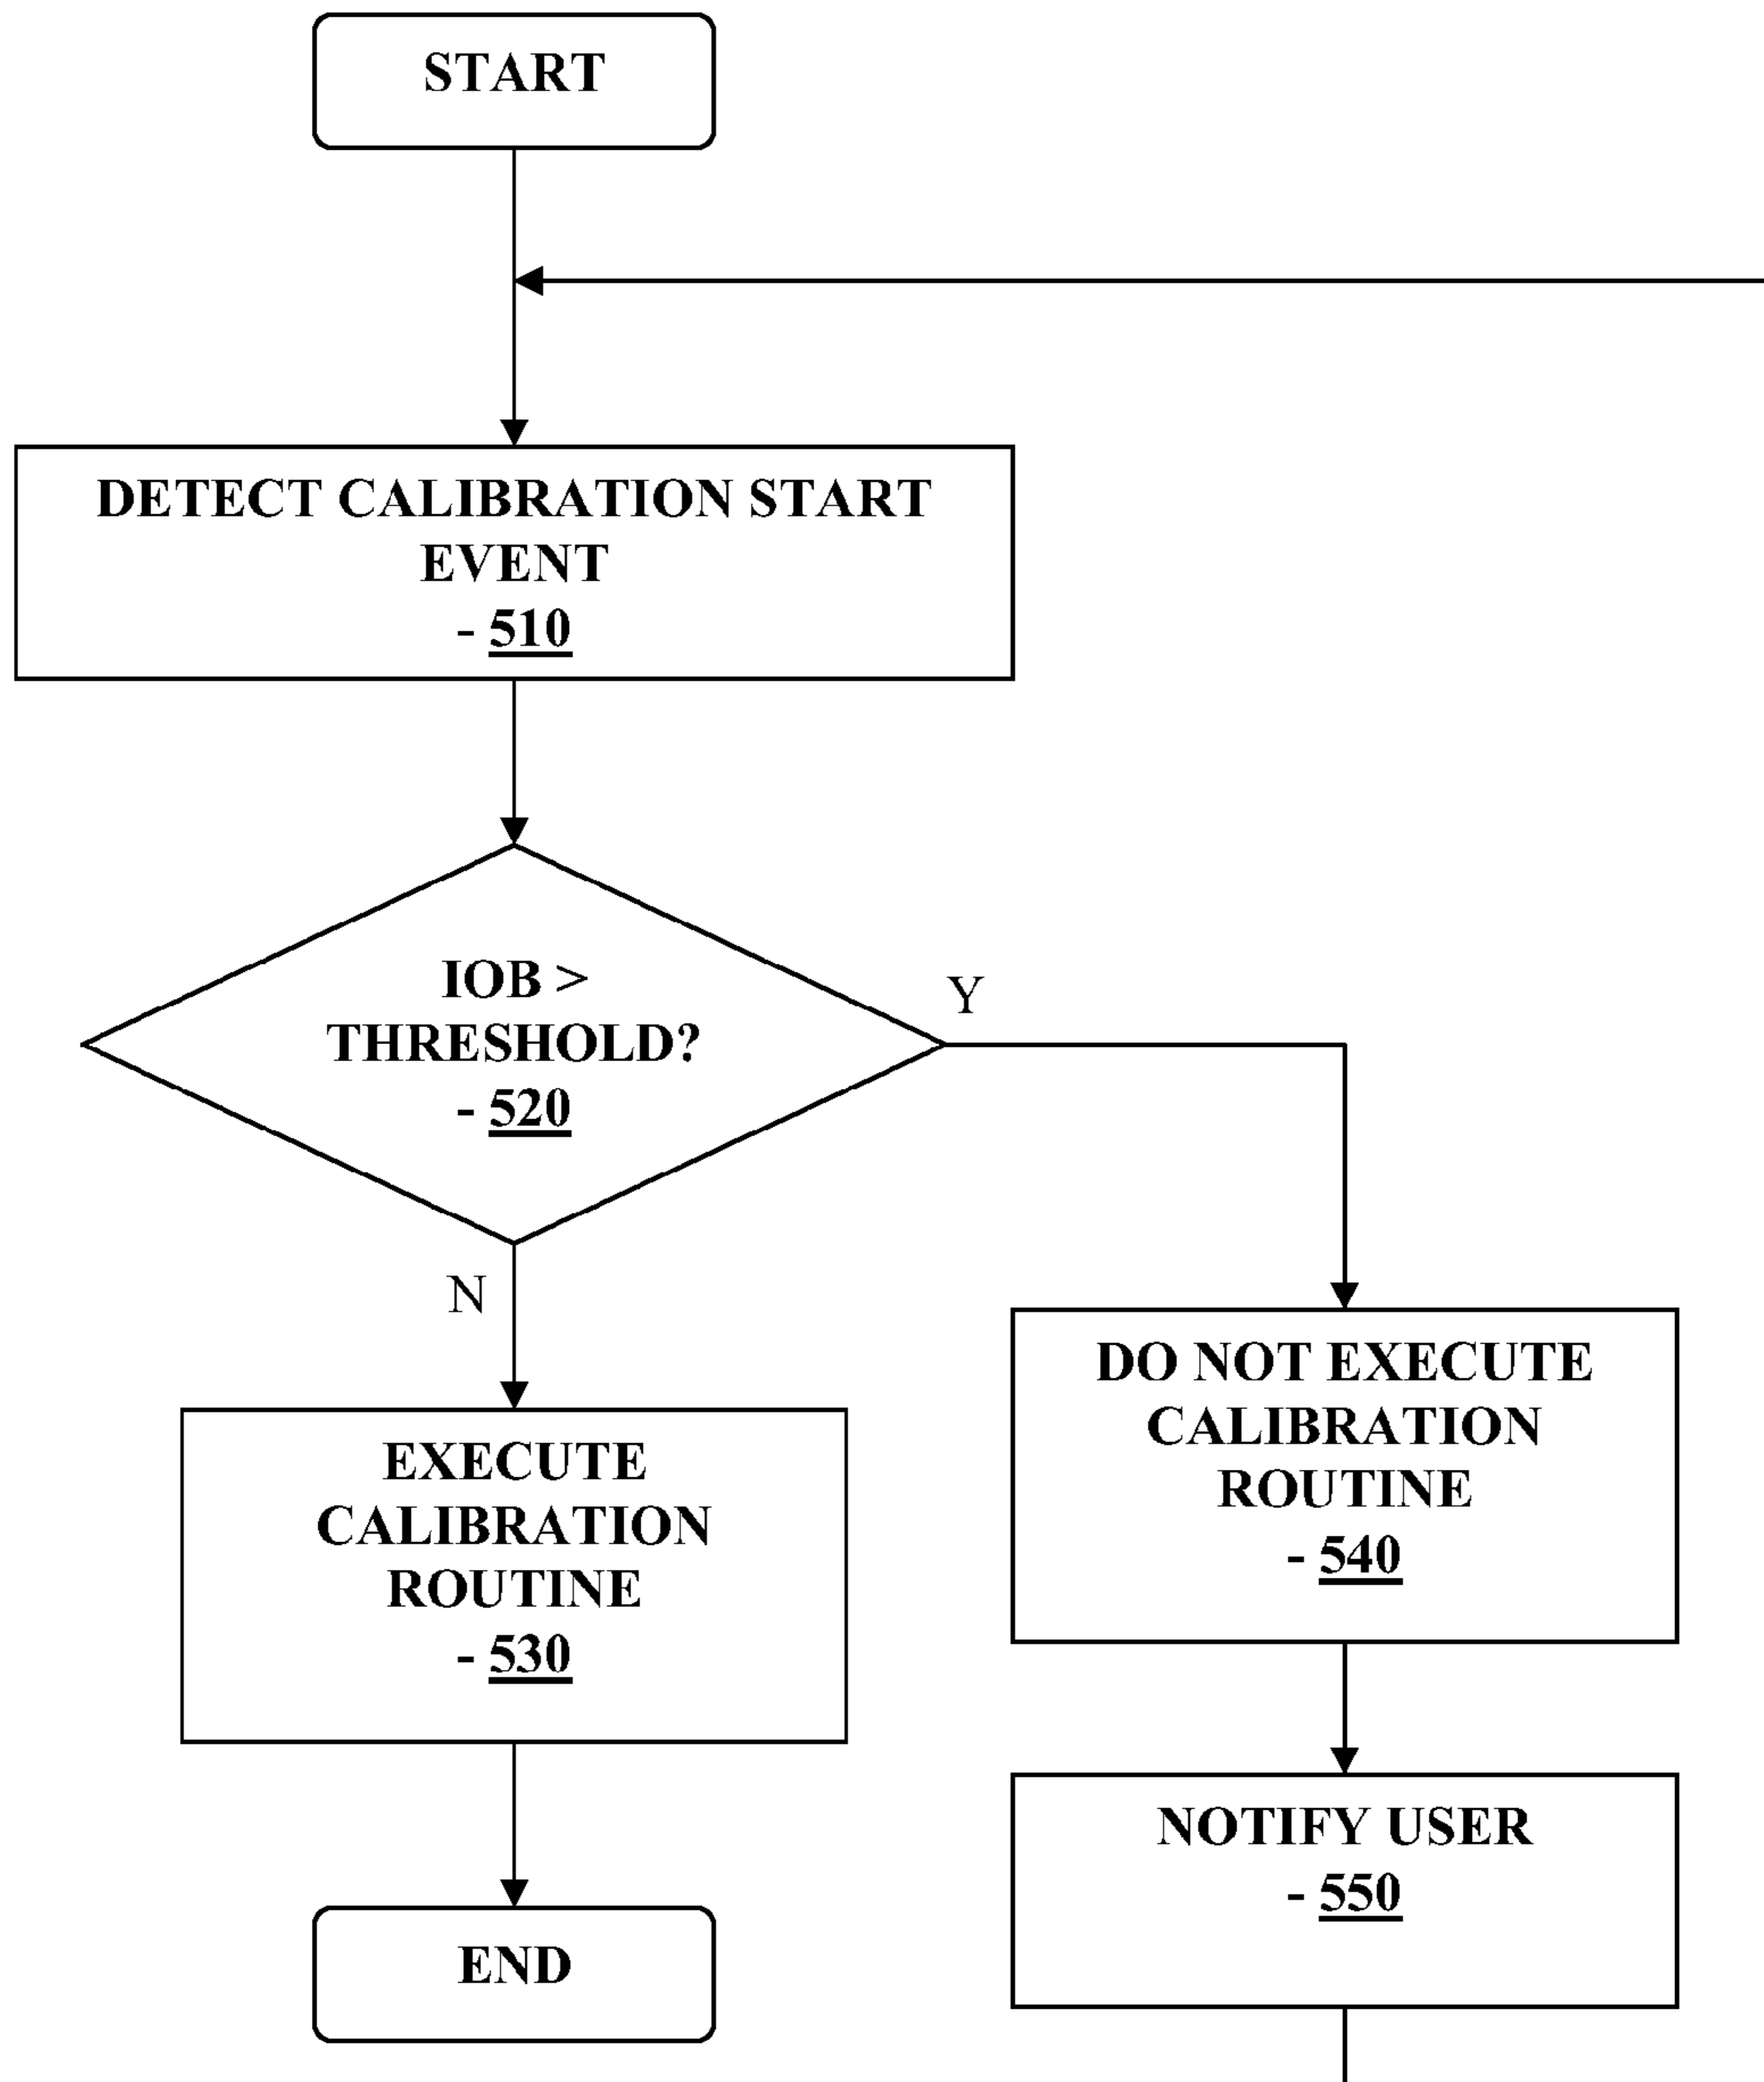 START
DETECT CALIBRATION START
EVENT
- 510
IOB >
THRESHOLD?
- 520
Y
N
EXECUTE
CALIBRATION
ROUTINE
- 530
DO NOT EXECUTE
CALIBRATION
ROUTINE
- 540
NOTIFY USER
- 550
END